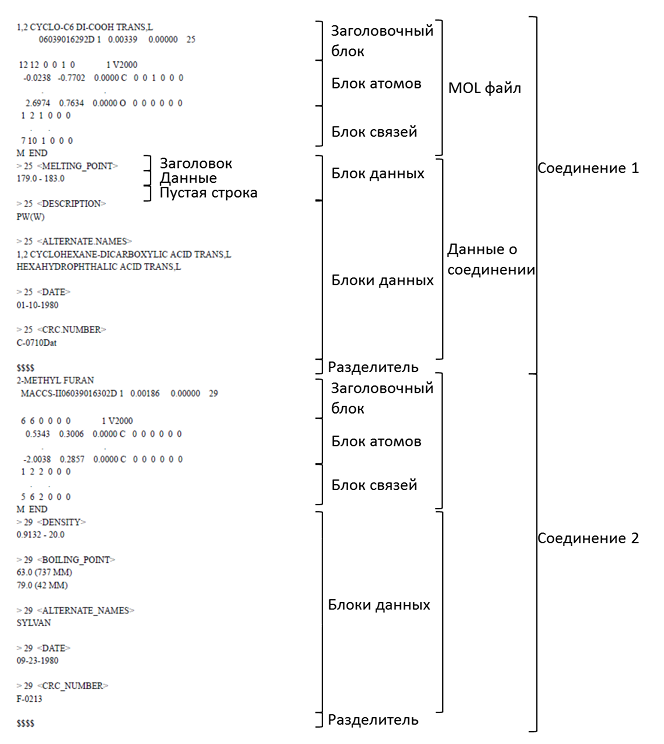 1,2 CYCLO-C6 DI-COOH TRANS,L
06039016292D 1 0.00339 0.00000 25
12 12 0 0 1 0 1 V2000
-0.0238 -0.7702 0.0000 C 0 0 1 0 0 0
. .
2.6974 0.7634 0.0000 O 0 0 0 0 0 0
1 2 1 0 0 0
. .
7 10 1 0 0 0
M END
> 25 <MELTING_POINT>
179.0 - 183.0
> 25 <DESCRIPTION>
PW(W)
> 25 <ALTERNATE.NAMES>
1,2 CYCLOHEXANE-DICARBOXYLIC ACID TRANS,L
HEXAHYDROPHTHALIC ACID TRANS,L
> 25 <DATE>
01-10-1980
> 25 <CRC.NUMBER>
C-0710Dat
$$$$
2-METHYL FURAN
MACCS-II06039016302D 1 0.00186 0.00000 29
6 6 0 0 0 0 1 V2000
0.5343 0.3006 0.0000 C 0 0 0 0 0 0
. .
-2.0038 0.2857 0.0000 C 0 0 0 0 0 0
1 2 2 0 0 0
. .
5 6 2 0 0 0
M END
> 29 <DENSITY>
0.9132 - 20.0
> 29 <BOILING_POINT>
63.0 (737 MM)
79.0 (42 MM)
> 29 <ALTERNATE_NAMES>
SYLVAN
> 29 <DATE>
09-23-1980
> 29 <CRC_NUMBER>
F-0213
$$$$
Заголовок
Данные
Пустая строка
Заголовочный
блок
Блок атомов
Блок связей
Блок данных
Блоки данных
Разделитель
Заголовочный
блок
Блок атомов
Блок связей
Блоки данных
Разделитель
MOL файл
Данные о
соединении
Соединение 1
Соединение 2